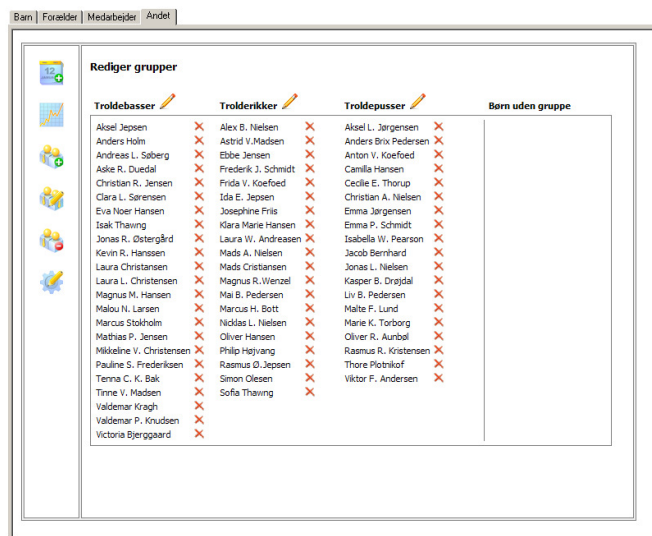 Barn Forælder Medarbejder Andet
12
Rediger grupper
Troldebasser Trolderikker Troldepusser Børn uden gruppe
Aksel Jepsen Alex B. Nielsen Aksel L. Jørgensen
Anders Holm Astrid V.Madsen Anders Brix Pedersen
Andreas L. Søberg Ebbe Jensen Anton V. Koefoed
Aske R. Duedal Frederik J. Schmidt Camilla Hansen
Christian R. Jensen Frida V. Koefoed Cecilie E. Thorup
Clara L. Sørensen Ida E. Jepsen Christian A. Nielsen
Eva Noer Hansen Josephine Friis Emma Jørgensen
Isak Thawng Klara Marie Hansen Emma P. Schmidt
Jonas R. Østergård Laura W. Andreasen Isabella W. Pearson
Kevin R. Hanssen Mads A. Nielsen Jacob Bernhard
Laura Christansen Mads Cristiansen Jonas L. Nielsen
Laura L. Christensen Magnus R.Wenzel Kasper B. Drøjdal
Magnus M. Hansen Mai B. Pedersen Liv B. Pedersen
Malou N. Larsen Marcus H. Bott Malte F. Lund
Marcus Stokholm Nicklas L. Nielsen Marie K. Torborg
Mathias P. Jensen Oliver Hansen Oliver R. Aunbøl
Mikkeline V. Christensen Philip Højvang Rasmus R. Kristensen
Pauline S. Frederiksen Rasmus Ø.Jepsen Thore Plotnikof
Tenna C. K. Bak Simon Olesen Viktor F. Andersen
Tinne V. Madsen Sofia Thawng
Valdemar Kragh
Valdemar P. Knudsen
Victoria Bjerggaard